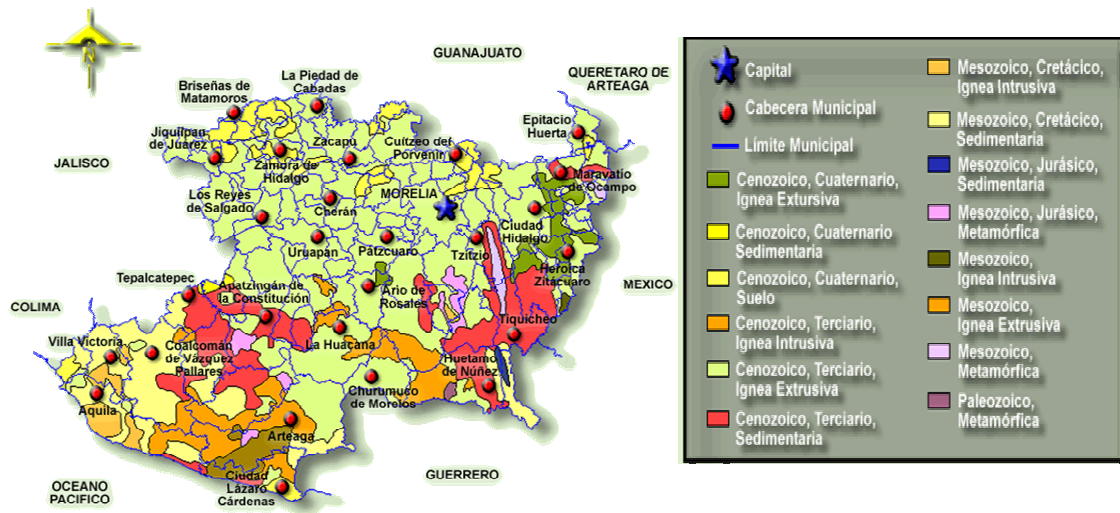 N
GUANAJUATO
QUERETARO DE
ARTEAGA
La Piedad de
Cabadas
Briseñas de
Matamoros
Epitacio
Huerta
Jiquilpan
de Juárez
Zacapú
Cuitzeo del
Porvenir
JALISCO
Zamora de
Hidalgo
Maravatio
de Ocampo
MORELIA
Los Reyes
de Salgado
Cherán
Ciudad
Hidalgo
Uruapan
Pátzcuaro
Tzitzio
Heroica
Zitácuaro
Tepalcatepec
Apatzingán de
la Constitución
Ario de
Rosales
MEXICO
COLIMA
Tiquicheo
Villa Victoria
Coalcomán
de Vázquez
Pallares
La Huacana
Huetamo
de Núñez
Churumuco
de Morelos
Aquila
Arteaga
Ciudad
Lázaro
Cárdenas
GUERRERO
OCEANO
PACIFICO
Capital
Cabecera Municipal
Límite Municipal
Cenozoico, Cuaternario,
Ignea Extursiva
Cenozoico, Cuaternario
Sedimentaria
Cenozoico, Cuaternario,
Suelo
Cenozoico, Terciario,
Ignea Intrusiva
Cenozoico, Terciario,
Ignea Extrusiva
Cenozoico, Terciario,
Sedimentaria
Mesozoico, Cretácico,
Ignea Intrusiva
Mesozoico, Cretácico,
Sedimentaria
Mesozoico, Jurásico,
Sedimentaria
Mesozoico, Jurásico,
Metamórfica
Mesozoico,
Ignea Intrusiva
Mesozoico,
Ignea Extrusiva
Mesozoico,
Metamórfica
Paleozoico,
Metamórfica